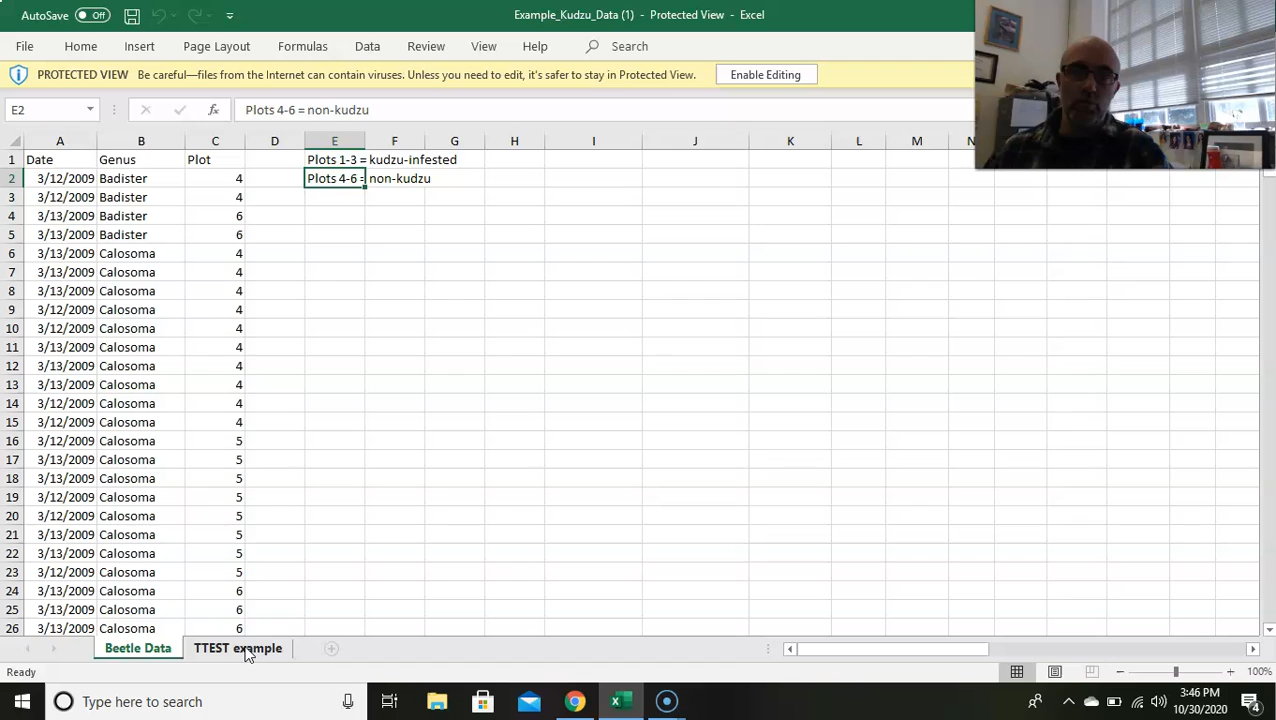 AutoSave Off Example_Kudzu_Data (1) - Protected View - Excel
File Home Insert Page Layout Formulas Data Review View Help Search
PROTECTED VIEW Be careful—files from the Internet can contain viruses. Unless you need to edit, it's safer to stay in Protected View. Enable Editing
E2 fx Plots 4-6 = non-kudzu
A B C D E F G H I J K L M N
1 Date Genus Plot Plots 1-3 = kudzu-infested
2 3/12/2009 Badister 4 Plots 4-6 = non-kudzu
3 3/12/2009 Badister 4
4 3/13/2009 Badister 6
5 3/13/2009 Badister 6
6 3/13/2009 Calosoma 4
7 3/13/2009 Calosoma 4
8 3/13/2009 Calosoma 4
9 3/12/2009 Calosoma 4
10 3/12/2009 Calosoma 4
11 3/13/2009 Calosoma 4
12 3/13/2009 Calosoma 4
13 3/13/2009 Calosoma 4
14 3/12/2009 Calosoma 4
15 3/12/2009 Calosoma 4
16 3/12/2009 Calosoma 5
17 3/13/2009 Calosoma 5
18 3/13/2009 Calosoma 5
19 3/12/2009 Calosoma 5
20 3/12/2009 Calosoma 5
21 3/13/2009 Calosoma 5
22 3/13/2009 Calosoma 5
23 3/12/2009 Calosoma 5
24 3/13/2009 Calosoma 6
25 3/13/2009 Calosoma 6
26 3/13/2009 Calosoma 6
Beetle Data TTEST example
Ready 100%
Type here to search 3:46 PM
10/30/2020 4